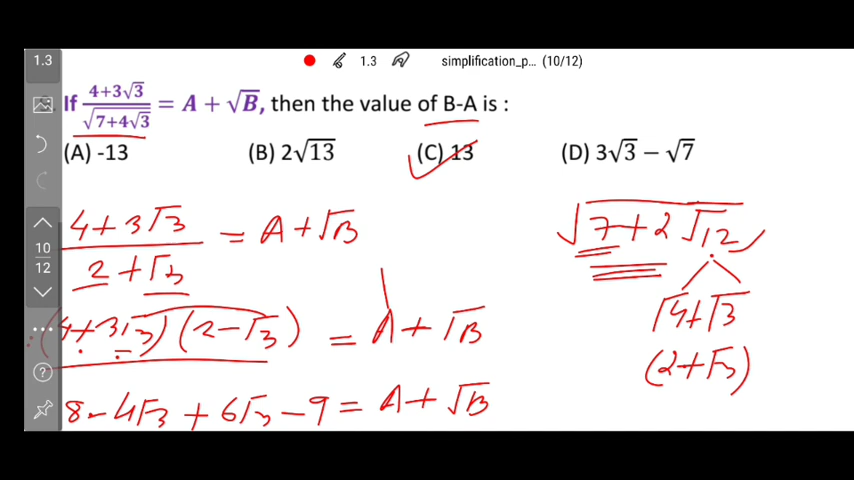 1.3
1.3 simplification_p... (10/12)
If (4+3√3)/√(7+4√3) = A + √B, then the value of B-A is :
(A) -13 (B) 2√13 (C) 13 (D) 3√3 − √7
4+3√3 / 2+√3 = A+√B
√(7+2√12)
10
12
√4+√3
(4+3√3)(2-√3) = A+√B
(2+√3)
8-4√3+6√3-9 = A+√B